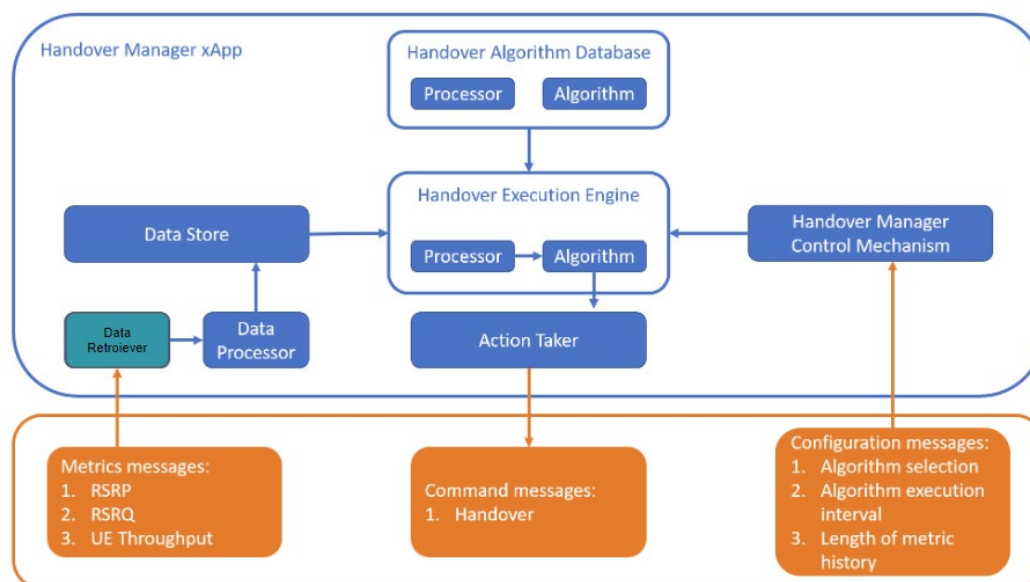 Handover Manager xApp
Handover Algorithm Database
Processor
Algorithm
Handover Execution Engine
Processor
Algorithm
Data Store
Handover Manager
Control Mechanism
Data
Retroiever
Data
Processor
Action Taker
Metrics messages:
1. RSRP
2. RSRQ
3. UE Throughput
Command messages:
1. Handover
Configuration messages:
1. Algorithm selection
2. Algorithm execution
interval
3. Length of metric
history